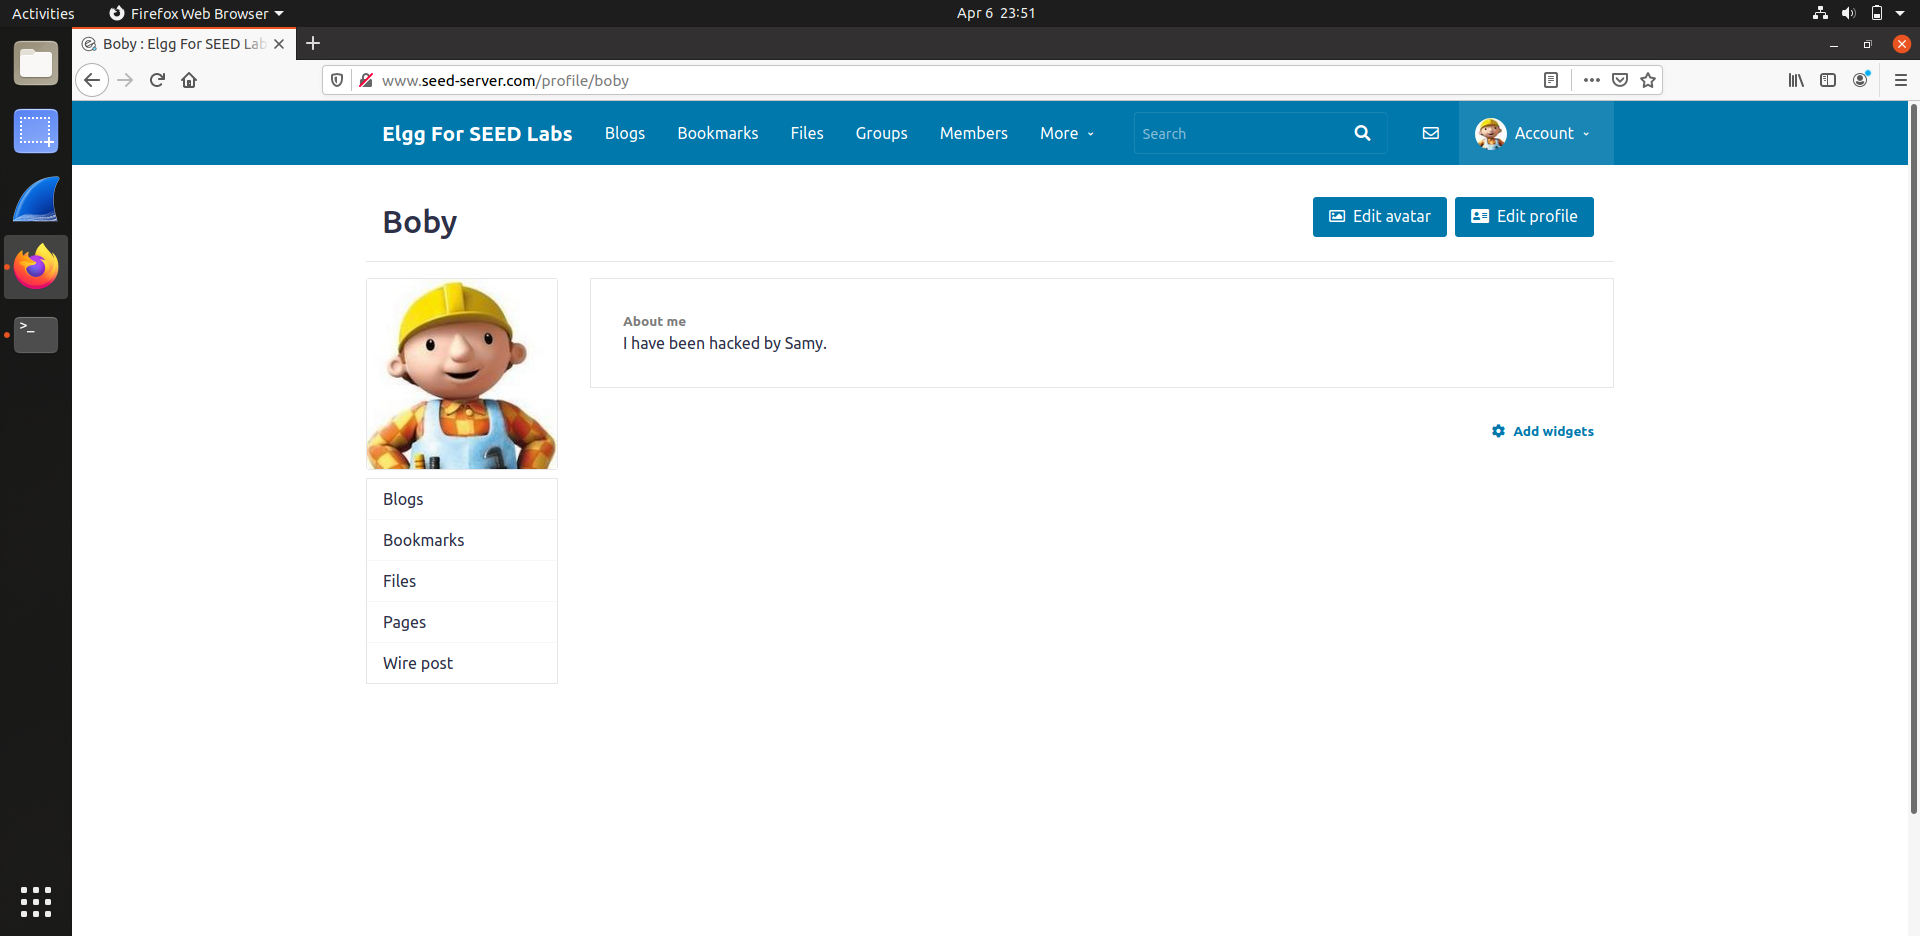 Activities
Firefox Web Browser
Apr 6 23:51
Boby : Elgg For SEED Lab
www.seed-server.com/profile/boby
Elgg For SEED Labs
Blogs
Bookmarks
Files
Groups
Members
More
Search
Account
Boby
Edit avatar
Edit profile
About me
I have been hacked by Samy.
Add widgets
Blogs
Bookmarks
Files
Pages
Wire post